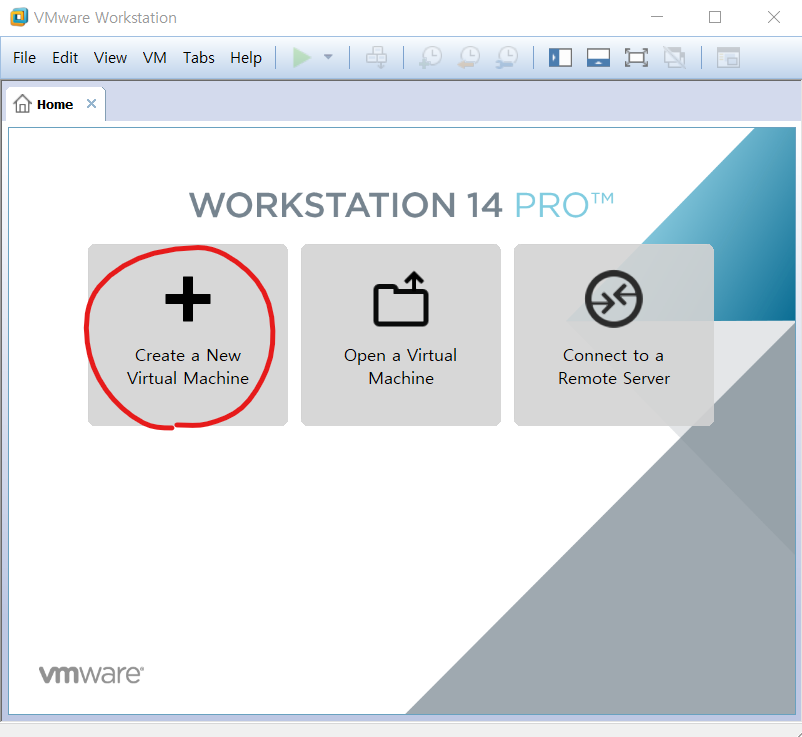 VMware Workstation
File Edit View VM Tabs Help
Home
WORKSTATION 14 PRO™
Create a New
Virtual Machine
Open a Virtual
Machine
Connect to a
Remote Server
vmware®